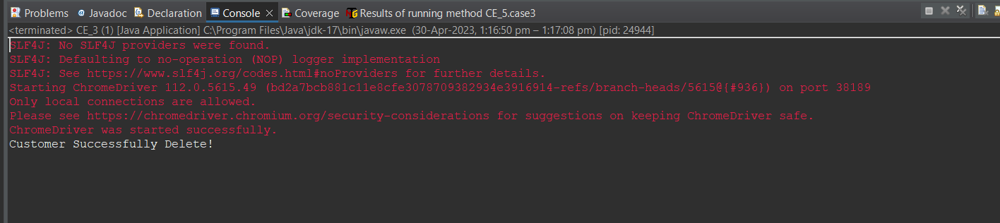 Problems Javadoc Declaration Console Coverage Results of running method CE_5.case3
<terminated> CE_3 (1) [Java Application] C:\Program Files\Java\jdk-17\bin\javaw.exe (30-Apr-2023, 1:16:50 pm – 1:17:08 pm) [pid: 24944]
SLF4J: No SLF4J providers were found.
SLF4J: Defaulting to no-operation (NOP) logger implementation
SLF4J: See https://www.slf4j.org/codes.html#noProviders for further details.
Starting ChromeDriver 112.0.5615.49 (bd2a7bcb881c11e8cfe3078709382934e3916914-refs/branch-heads/5615@{#936}) on port 38189
Only local connections are allowed.
Please see https://chromedriver.chromium.org/security-considerations for suggestions on keeping ChromeDriver safe.
ChromeDriver was started successfully.
Customer Successfully Delete!